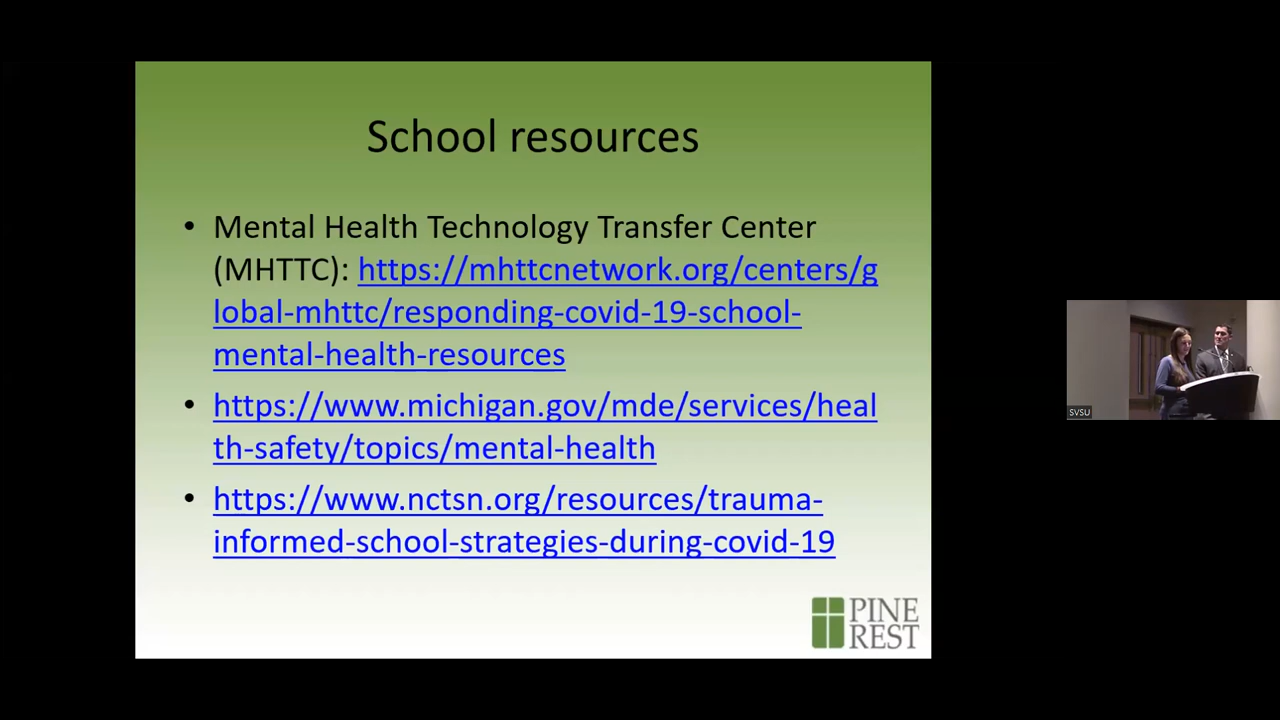 School resources
• Mental Health Technology Transfer Center
(MHTTC): https://mhttcnetwork.org/centers/g
lobal-mhttc/responding-covid-19-school-
mental-health-resources
• https://www.michigan.gov/mde/services/heal
th-safety/topics/mental-health
• https://www.nctsn.org/resources/trauma-
informed-school-strategies-during-covid-19
PINE
REST
SVSU